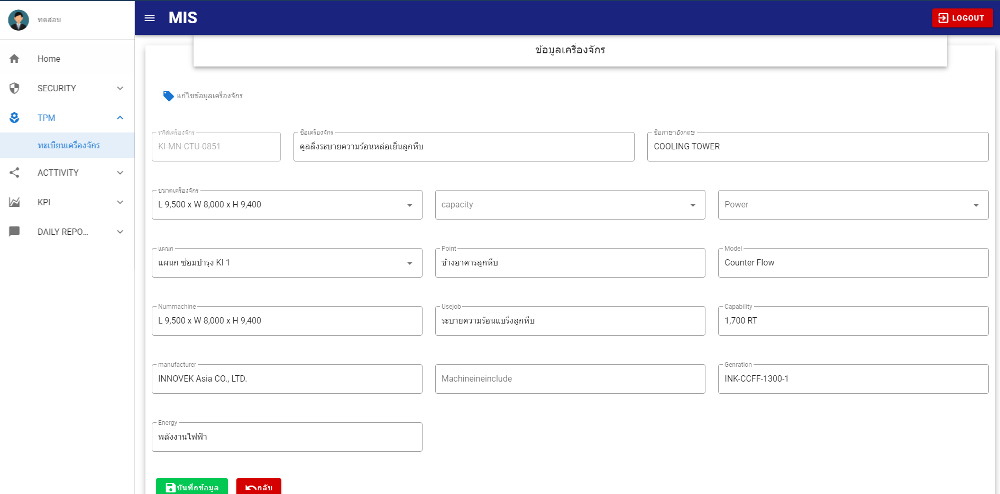 ทดสอบ
MIS
LOGOUT
Home
SECURITY
TPM
ทะเบียนเครื่องจักร
ACTTIVITY
KPI
DAILY REPO...
ข้อมูลเครื่องจักร
แก้ไขข้อมูลเครื่องจักร
รหัสเครื่องจักร
KI-MN-CTU-0851
ชื่อเครื่องจักร
คูลลิ่งระบายความร้อนหล่อเย็นลูกหีบ
ชื่อภาษาอังกฤษ
COOLING TOWER
ขนาดเครื่องจักร
L 9,500 x W 8,000 x H 9,400
capacity
Power
แผนก
แผนก ซ่อมบำรุง KI 1
Point
ข้างอาคารลูกหีบ
Model
Counter Flow
Nummachine
L 9,500 x W 8,000 x H 9,400
Usejob
ระบายความร้อนแบริ่งลูกหีบ
Capability
1,700 RT
manufacturer
INNOVEK Asia CO., LTD.
Machineineinclude
Genration
INK-CCFF-1300-1
Energy
พลังงานไฟฟ้า
บันทึกข้อมูล
กลับ